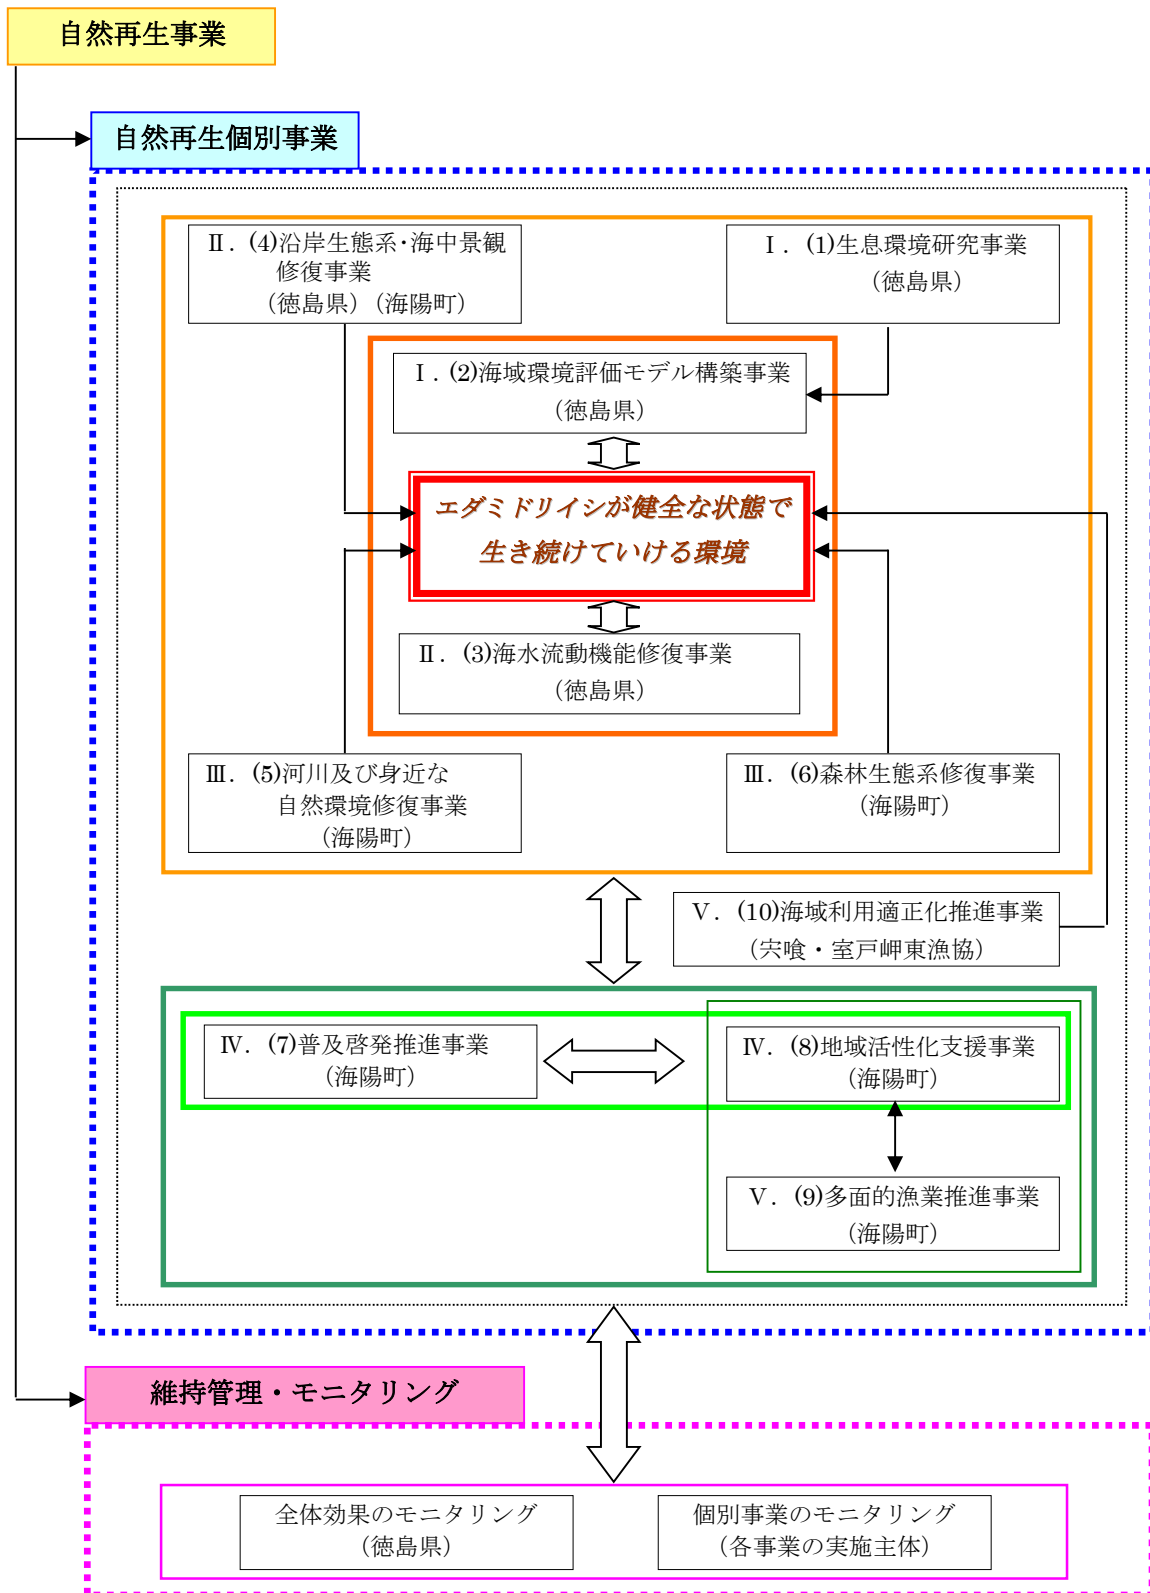 自然再生事業
自然再生個別事業
Ⅱ．(4)沿岸生態系・海中景観
修復事業
（徳島県）（海陽町）
Ⅰ．(1)生息環境研究事業
（徳島県）
Ⅰ．(2)海域環境評価モデル構築事業
（徳島県）
エダミドリイシが健全な状態で
生き続けていける環境
Ⅱ．(3)海水流動機能修復事業
（徳島県）
Ⅲ．(5)河川及び身近な
自然環境修復事業
（海陽町）
Ⅲ．(6)森林生態系修復事業
（海陽町）
Ⅴ．(10)海域利用適正化推進事業
（宍喰・室戸岬東漁協）
Ⅳ．(7)普及啓発推進事業
（海陽町）
Ⅳ．(8)地域活性化支援事業
（海陽町）
Ⅴ．(9)多面的漁業推進事業
（海陽町）
維持管理・モニタリング
全体効果のモニタリング
（徳島県）
個別事業のモニタリング
（各事業の実施主体）